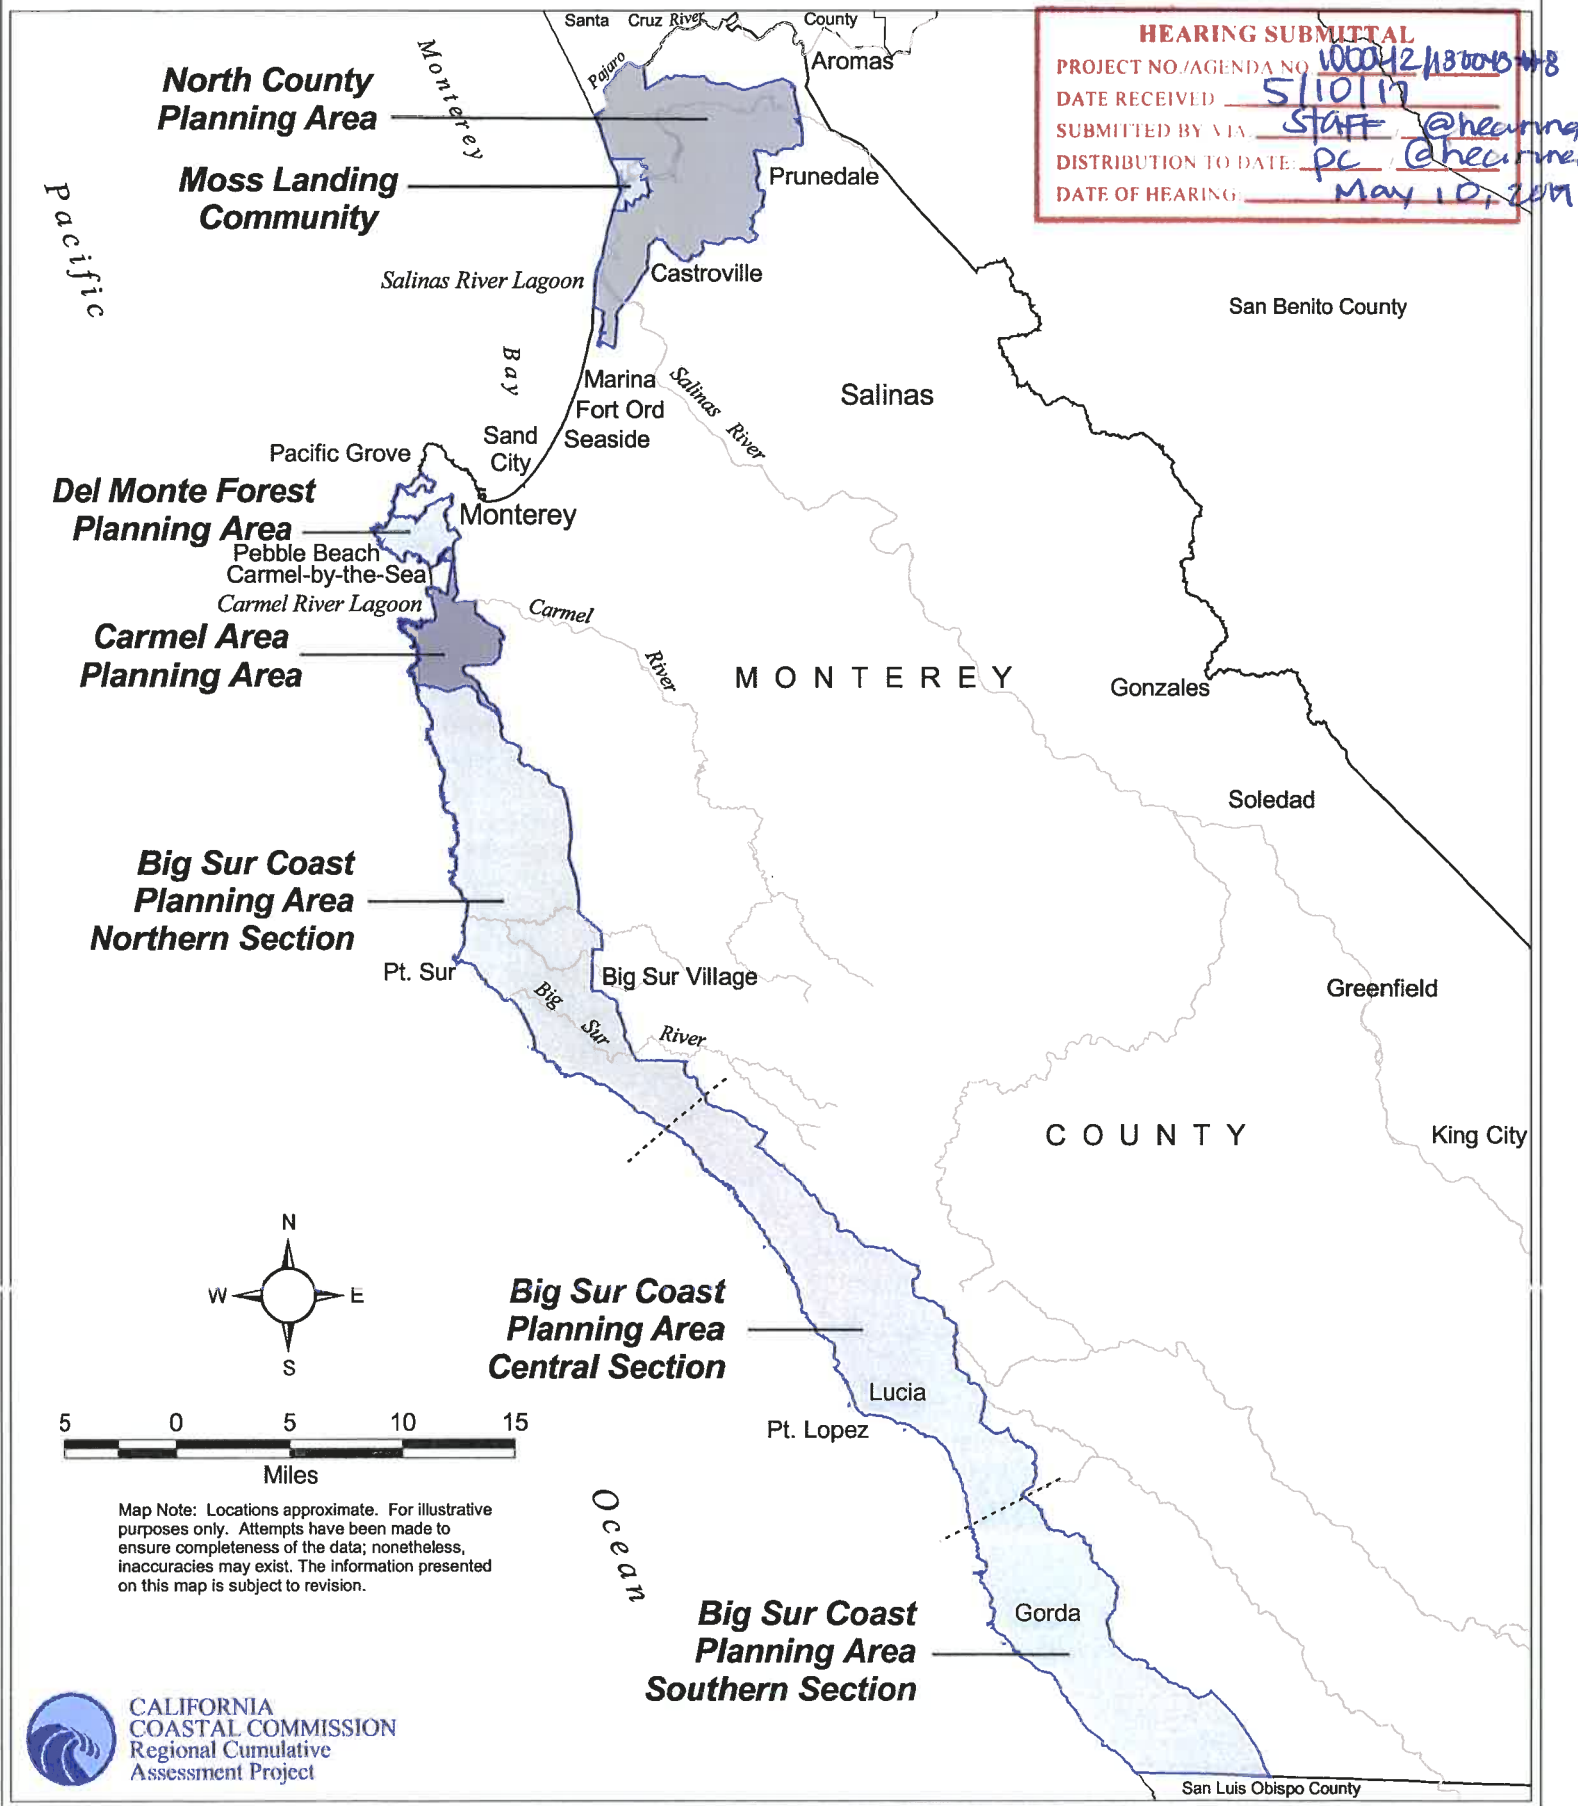 Santa Cruz River County
Aromas
Pajaro
HEARING SUBMITTAL
PROJECT NO./AGENDA NO. 100042/130043 #8
DATE RECEIVED 5/10/17
SUBMITTED BY VIA: Staff / @hearing
DISTRIBUTION TO DATE: pc / @hearing
DATE OF HEARING: May 10, 2017
North County
Planning Area
Monterey
Moss Landing
Community
Prunedale
Pacific
Salinas River Lagoon
Castroville
San Benito County
Bay
Marina
Fort Ord
Seaside
Salinas River
Salinas
Sand
City
Pacific Grove
Del Monte Forest
Planning Area
Monterey
Pebble Beach
Carmel-by-the-Sea
Carmel River Lagoon
Carmel
River
Carmel Area
Planning Area
MONTEREY
Gonzales
Soledad
Big Sur Coast
Planning Area
Northern Section
Pt. Sur
Big Sur Village
Big Sur River
Greenfield
COUNTY
King City
N
W E
S
Big Sur Coast
Planning Area
Central Section
Lucia
Pt. Lopez
5 0 5 10 15
Miles
Map Note: Locations approximate. For illustrative
purposes only. Attempts have been made to
ensure completeness of the data; nonetheless,
inaccuracies may exist. The information presented
on this map is subject to revision.
Ocean
Gorda
Big Sur Coast
Planning Area
Southern Section
CALIFORNIA
COASTAL COMMISSION
Regional Cumulative
Assessment Project
San Luis Obispo County